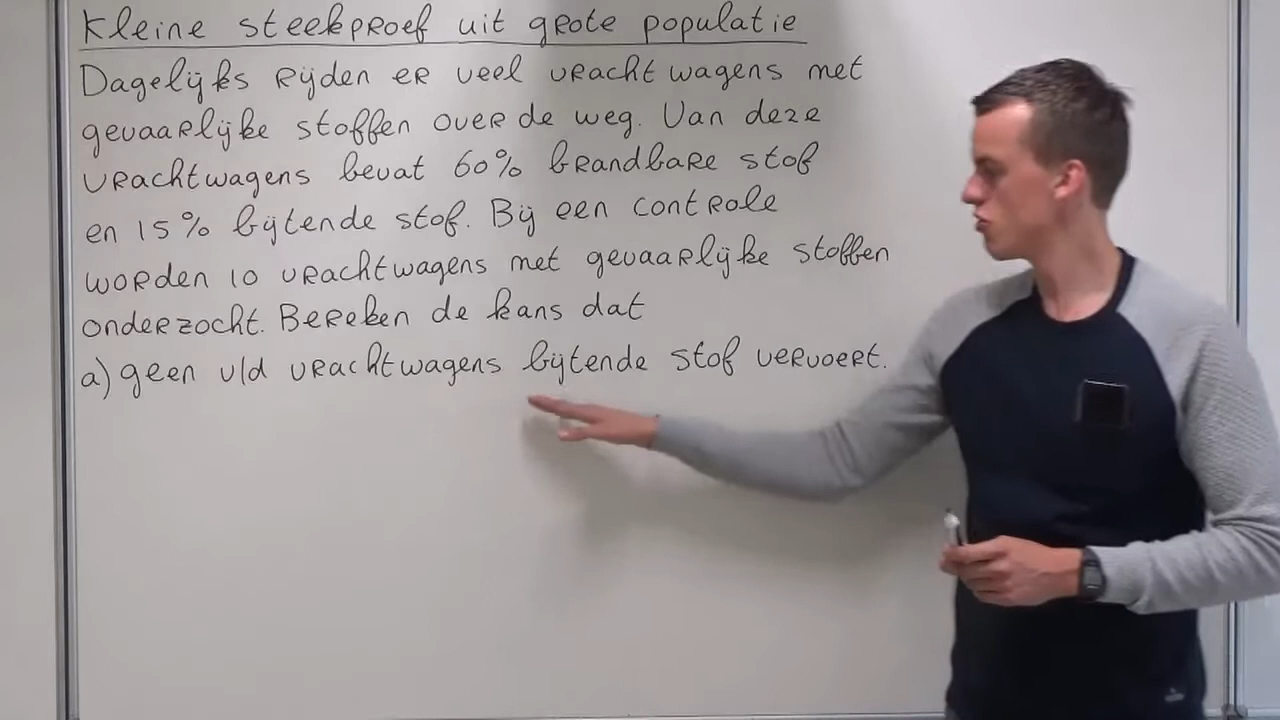 Kleine steekproef uit grote populatie
Dagelijks rijden er veel vrachtwagens met
gevaarlijke stoffen over de weg. Van deze
vrachtwagens bevat 60% brandbare stof
en 15% bijtende stof. Bij een controle
worden 10 vrachtwagens met gevaarlijke stoffen
onderzocht. Bereken de kans dat
a) geen v/d vrachtwagens bijtende stof vervoert.